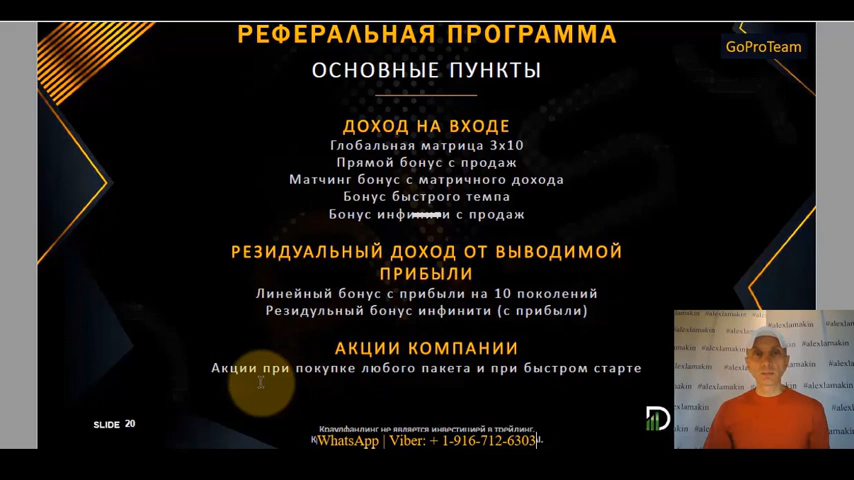 РЕФЕРАЛЬНАЯ ПРОГРАММА
GoProTeam
ОСНОВНЫЕ ПУНКТЫ
ДОХОД НА ВХОДЕ
Глобальная матрица 3х10
Прямой бонус с продаж
Матчинг бонус с матричного дохода
Бонус быстрого темпа
Бонус инфинити с продаж
РЕЗИДУАЛЬНЫЙ ДОХОД ОТ ВЫВОДИМОЙ
ПРИБЫЛИ
Линейный бонус с прибыли на 10 поколений
Резидульный бонус инфинити (с прибыли)
АКЦИИ КОМПАНИИ
Акции при покупке любого пакета и при быстром старте
#alexlamakin
SLIDE 20
Краудфандинг не является инвестицией в трейдинг.
WhatsApp | Viber: + 1-916-712-6303